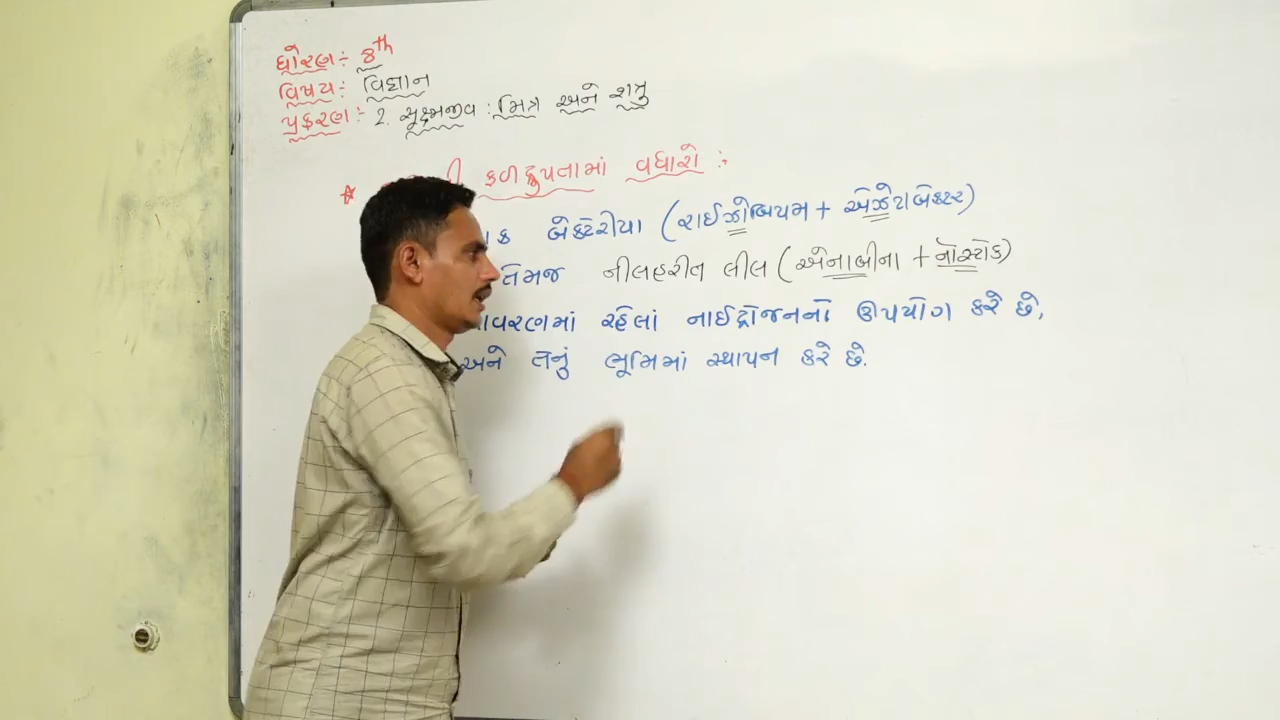 ધોરણ :- 8th
વિષય :- વિજ્ઞાન
પ્રકરણ :- 2. સૂક્ષ્મજીવ : મિત્ર અને શત્રુ
* ની ફળદ્રુપતામાં વધારો :-
બેક્ટેરીયા (રાઈઝોબિયમ + એઝેટોબેક્ટર)
તેમજ નીલહરીત લીલ (એનાબીના + નોસ્ટોક)
રહેલાં નાઈટ્રોજનનો ઉપયોગ કરે છે,
અને તેનું ભૂમિમાં સ્થાપન કરે છે.